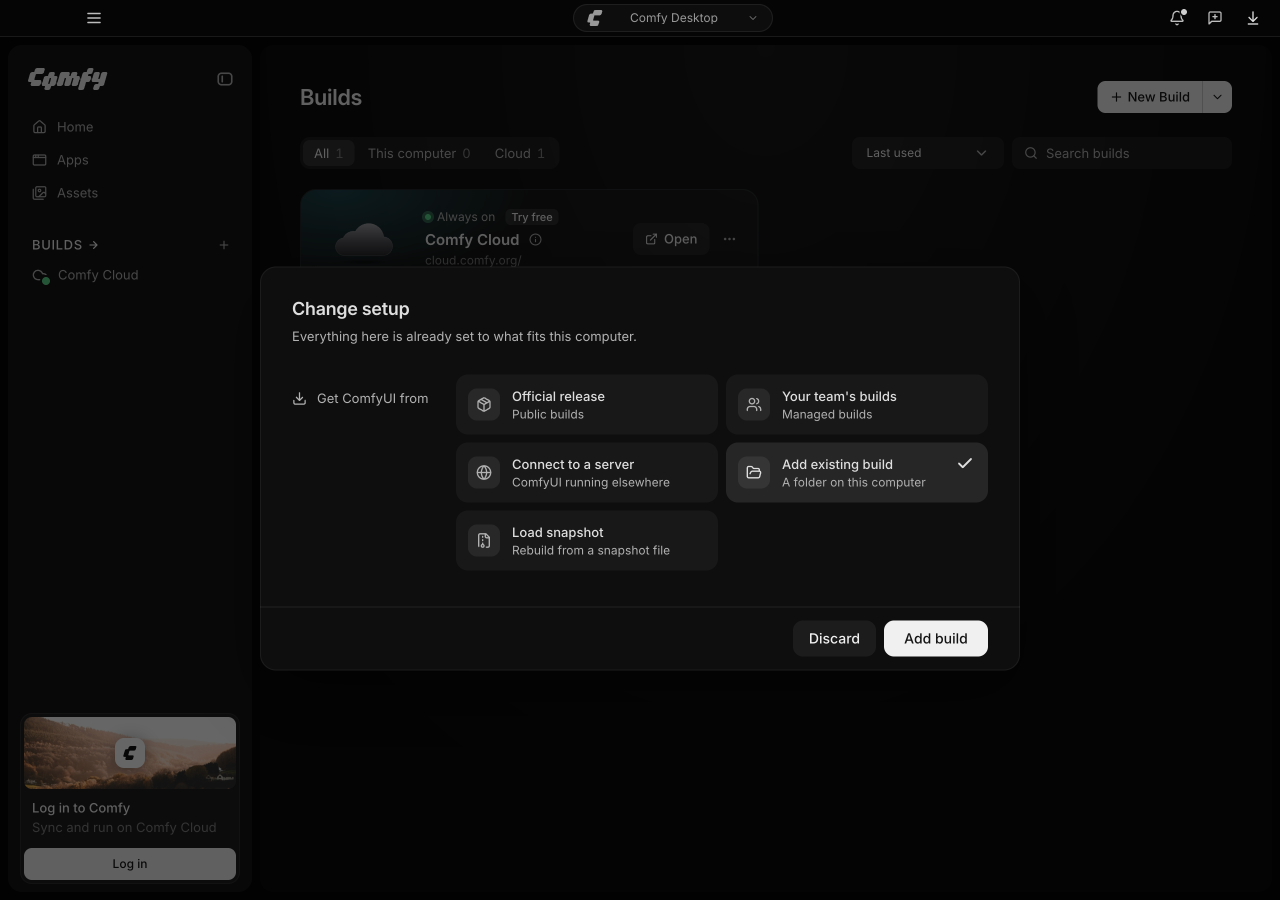 Comfy Desktop
Comfy
Home
Apps
Assets
BUILDS
Comfy Cloud
Builds
New Build
All 1
This computer 0
Cloud 1
Last used
Search builds
Always on
Try free
Comfy Cloud
cloud.comfy.org/
Open
Change setup
Everything here is already set to what fits this computer.
Get ComfyUI from
Official release
Public builds
Your team's builds
Managed builds
Connect to a server
ComfyUI running elsewhere
Add existing build
A folder on this computer
Load snapshot
Rebuild from a snapshot file
Discard
Add build
Log in to Comfy
Sync and run on Comfy Cloud
Log in